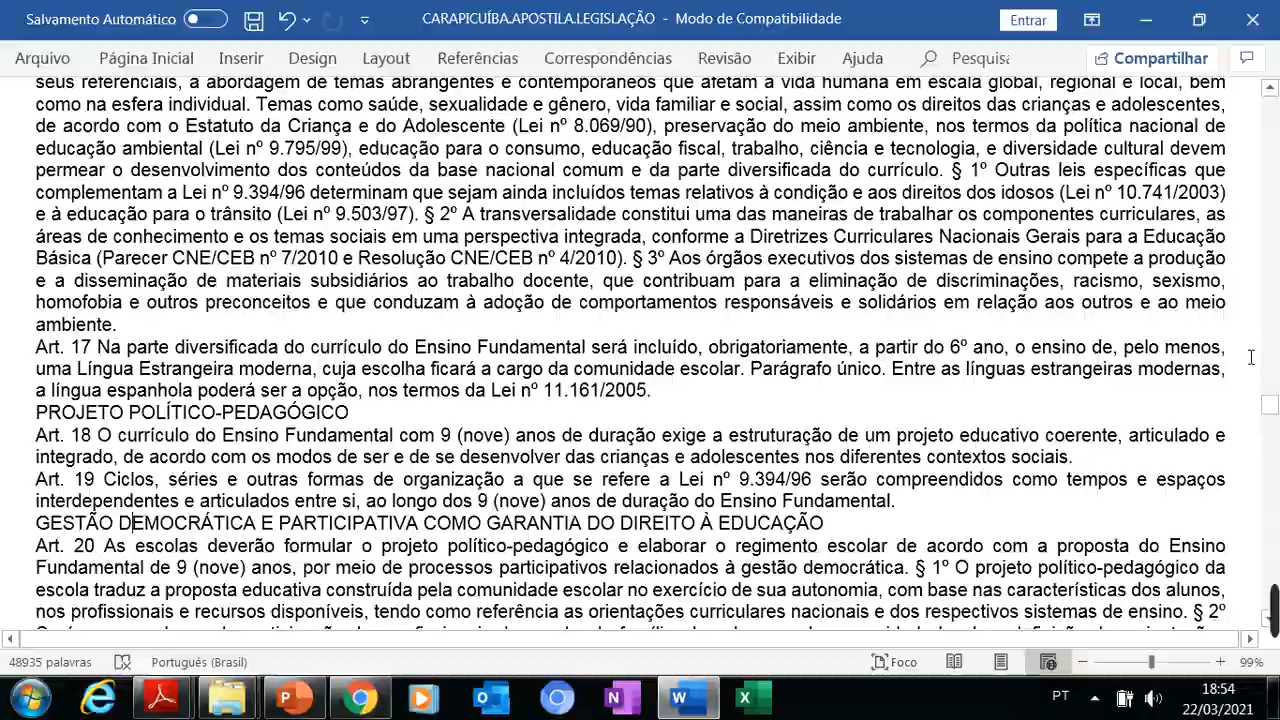 Salvamento Automático
CARAPICUÍBA.APOSTILA.LEGISLAÇÃO - Modo de Compatibilidade
Entrar
Arquivo Página Inicial Inserir Design Layout Referências Correspondências Revisão Exibir Ajuda Pesquisa Compartilhar
seus referenciais, a abordagem de temas abrangentes e contemporâneos que afetam a vida humana em escala global, regional e local, bem
como na esfera individual. Temas como saúde, sexualidade e gênero, vida familiar e social, assim como os direitos das crianças e adolescentes,
de acordo com o Estatuto da Criança e do Adolescente (Lei nº 8.069/90), preservação do meio ambiente, nos termos da política nacional de
educação ambiental (Lei nº 9.795/99), educação para o consumo, educação fiscal, trabalho, ciência e tecnologia, e diversidade cultural devem
permear o desenvolvimento dos conteúdos da base nacional comum e da parte diversificada do currículo. § 1º Outras leis específicas que
complementam a Lei nº 9.394/96 determinam que sejam ainda incluídos temas relativos à condição e aos direitos dos idosos (Lei nº 10.741/2003)
e à educação para o trânsito (Lei nº 9.503/97). § 2º A transversalidade constitui uma das maneiras de trabalhar os componentes curriculares, as
áreas de conhecimento e os temas sociais em uma perspectiva integrada, conforme a Diretrizes Curriculares Nacionais Gerais para a Educação
Básica (Parecer CNE/CEB nº 7/2010 e Resolução CNE/CEB nº 4/2010). § 3º Aos órgãos executivos dos sistemas de ensino compete a produção
e a disseminação de materiais subsidiários ao trabalho docente, que contribuam para a eliminação de discriminações, racismo, sexismo,
homofobia e outros preconceitos e que conduzam à adoção de comportamentos responsáveis e solidários em relação aos outros e ao meio
ambiente.
Art. 17 Na parte diversificada do currículo do Ensino Fundamental será incluído, obrigatoriamente, a partir do 6º ano, o ensino de, pelo menos,
uma Língua Estrangeira moderna, cuja escolha ficará a cargo da comunidade escolar. Parágrafo único. Entre as línguas estrangeiras modernas,
a língua espanhola poderá ser a opção, nos termos da Lei nº 11.161/2005.
PROJETO POLÍTICO-PEDAGÓGICO
Art. 18 O currículo do Ensino Fundamental com 9 (nove) anos de duração exige a estruturação de um projeto educativo coerente, articulado e
integrado, de acordo com os modos de ser e de se desenvolver das crianças e adolescentes nos diferentes contextos sociais.
Art. 19 Ciclos, séries e outras formas de organização a que se refere a Lei nº 9.394/96 serão compreendidos como tempos e espaços
interdependentes e articulados entre si, ao longo dos 9 (nove) anos de duração do Ensino Fundamental.
GESTÃO DEMOCRÁTICA E PARTICIPATIVA COMO GARANTIA DO DIREITO À EDUCAÇÃO
Art. 20 As escolas deverão formular o projeto político-pedagógico e elaborar o regimento escolar de acordo com a proposta do Ensino
Fundamental de 9 (nove) anos, por meio de processos participativos relacionados à gestão democrática. § 1º O projeto político-pedagógico da
escola traduz a proposta educativa construída pela comunidade escolar no exercício de sua autonomia, com base nas características dos alunos,
nos profissionais e recursos disponíveis, tendo como referência as orientações curriculares nacionais e dos respectivos sistemas de ensino. § 2º
48935 palavras Português (Brasil) Foco 99%
PT
18:54
22/03/2021